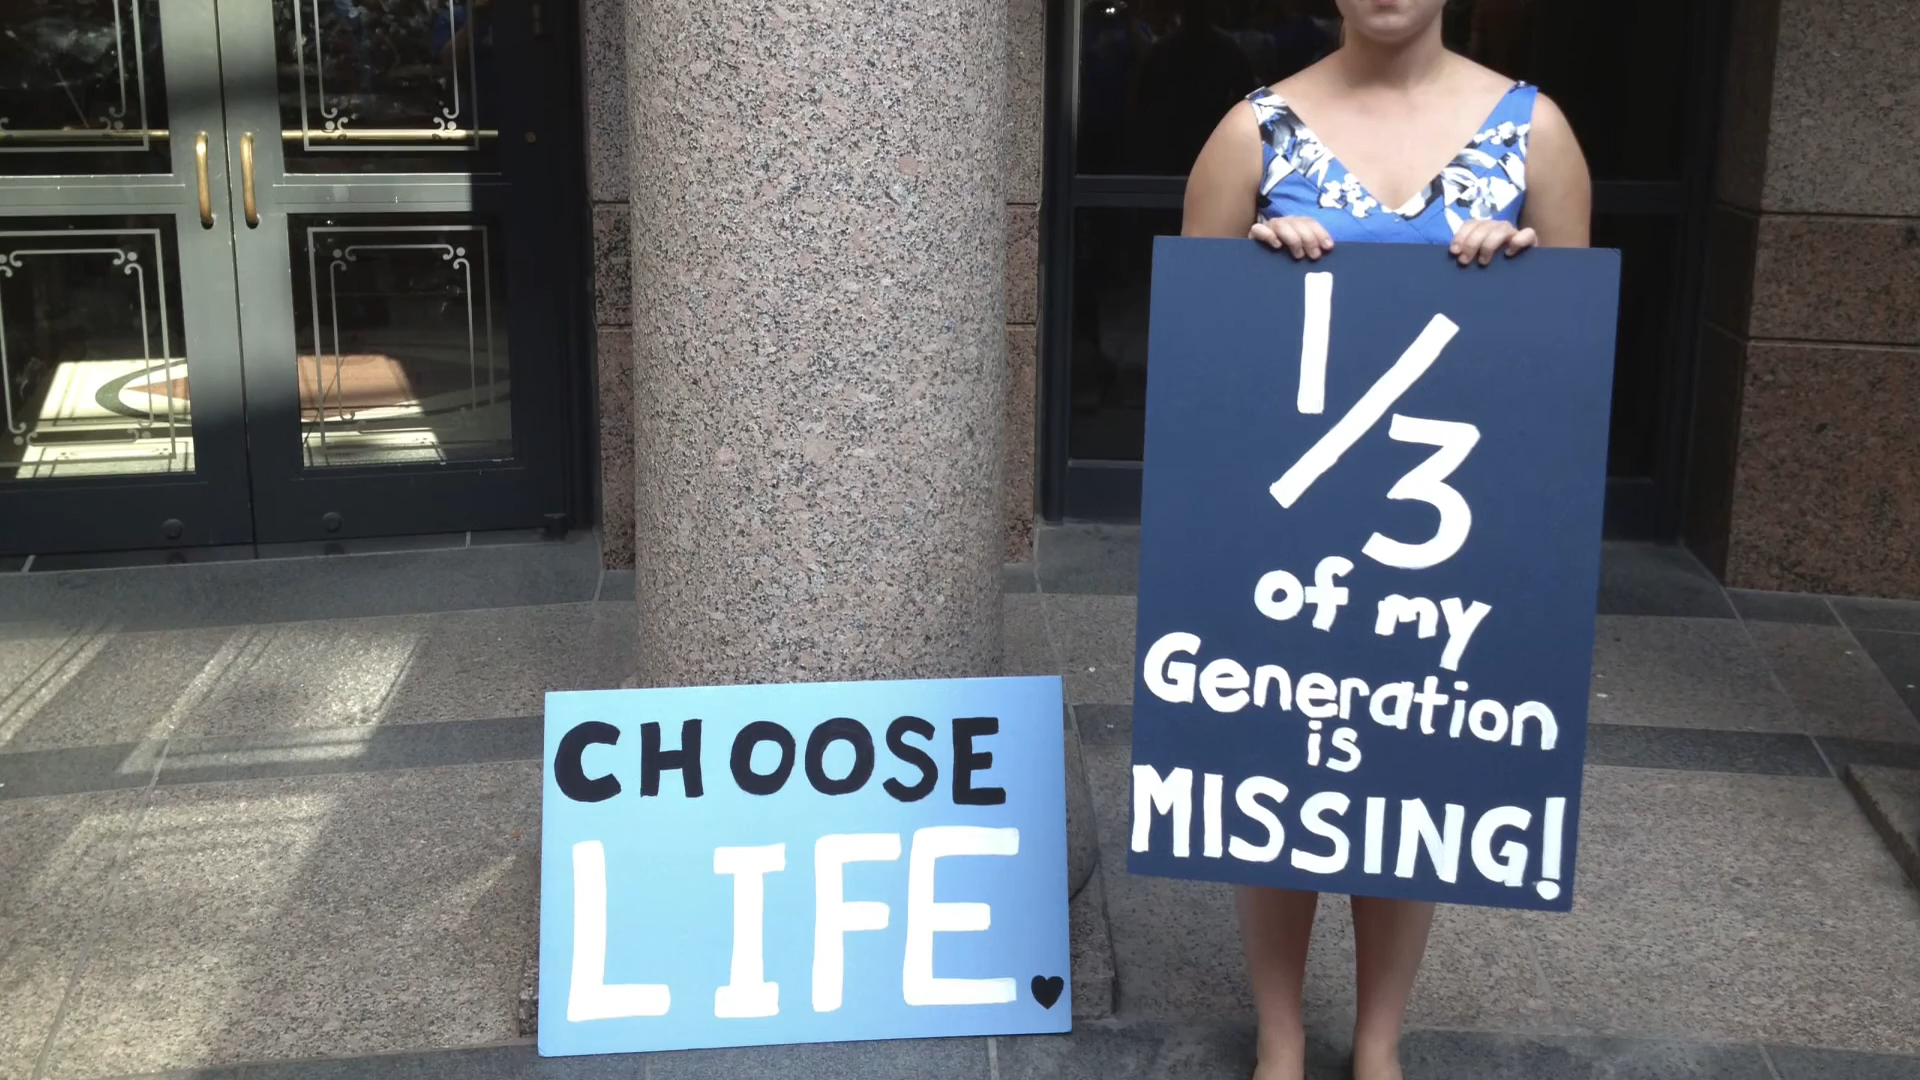 CHOOSE
LIFE.
1/3
of my
Generation
is
MISSING!